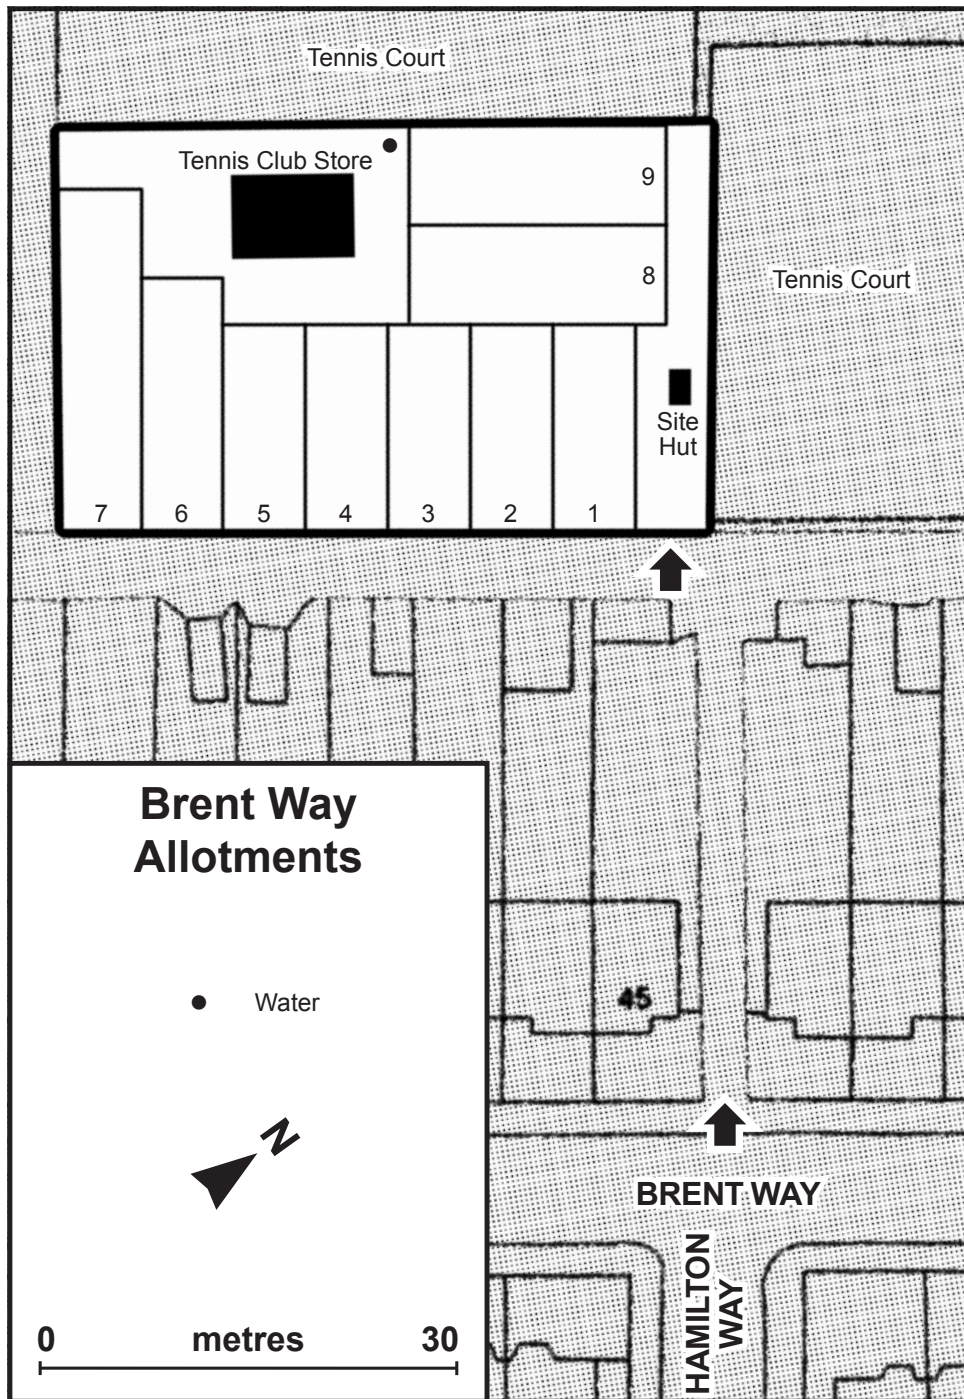 Tennis Court
Tennis Club Store
9
8
Tennis Court
Site
Hut
7 6 5 4 3 2 1
Brent Way
Allotments
Water
45
N
BRENT WAY
HAMILTON
WAY
0 metres 30